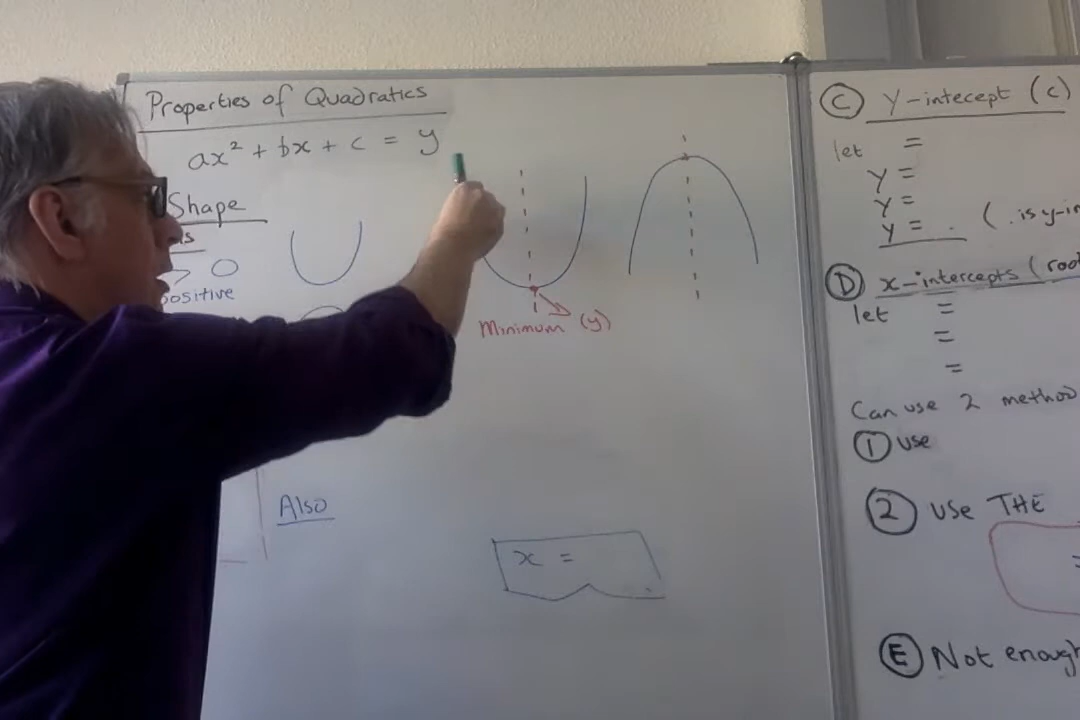 Properties of Quadratics
ax² + bx + c = y
Shape
> 0
positive
Minimum (y)
Also
x =
C Y-intecept (c)
let =
y =
y =
y = . ( . is y-in
D x-intercepts (root
let =
=
=
Can use 2 method
1 use
2 use THE
=
E Not enough